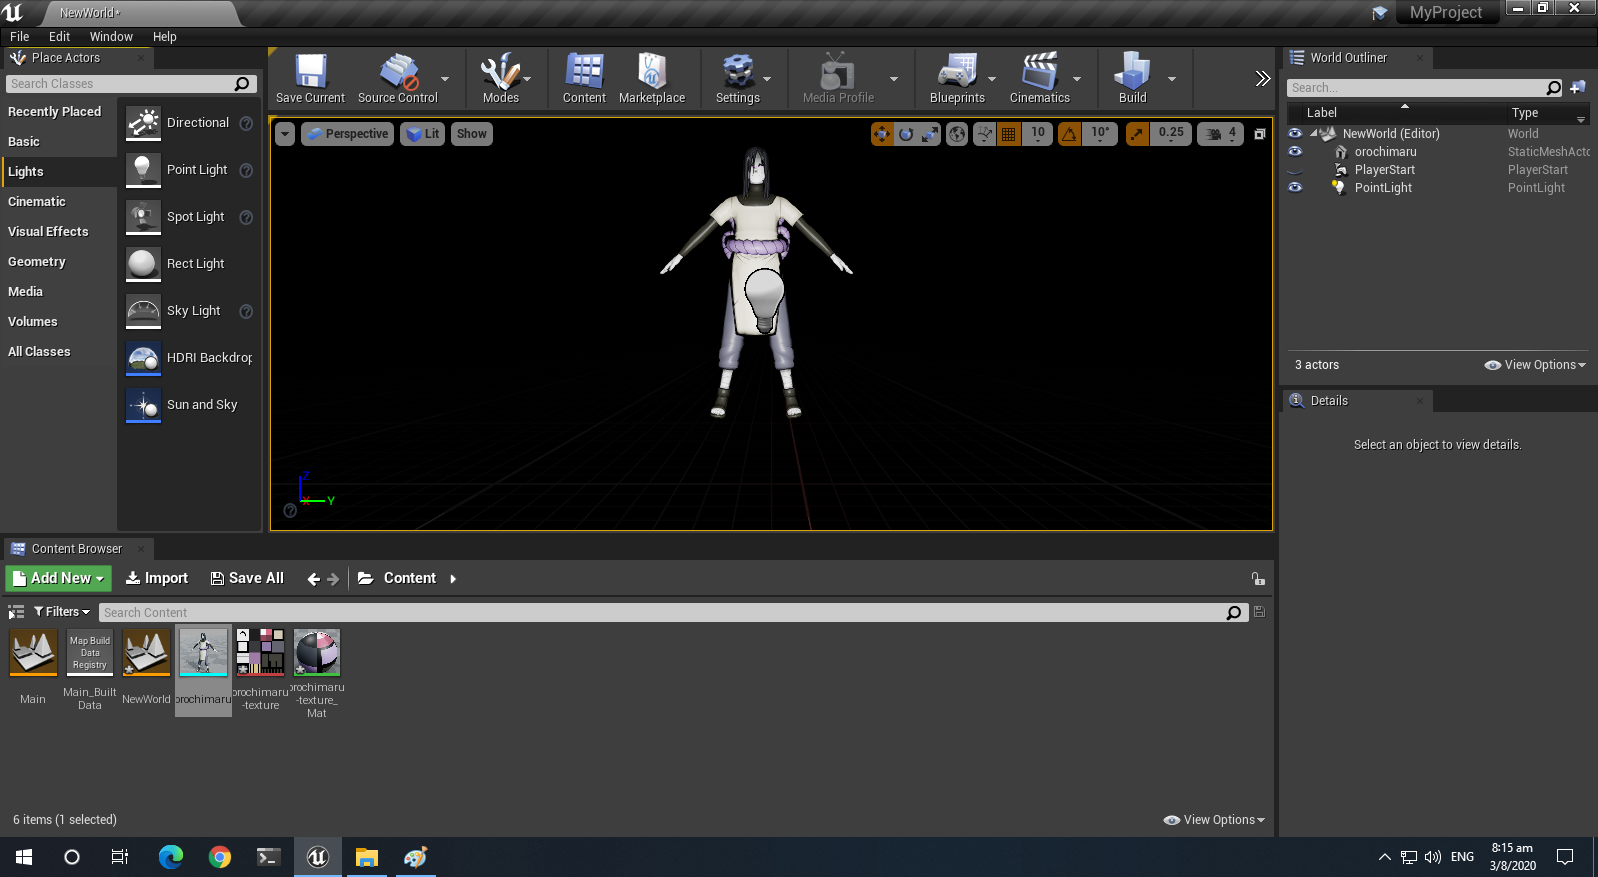 NewWorld*
MyProject
File Edit Window Help
Place Actors
Search Classes
Recently Placed
Basic
Lights
Cinematic
Visual Effects
Geometry
Media
Volumes
All Classes
Directional
Point Light
Spot Light
Rect Light
Sky Light
HDRI Backdrop
Sun and Sky
Save Current
Source Control
Modes
Content
Marketplace
Settings
Media Profile
Blueprints
Cinematics
Build
Perspective
Lit
Show
10
10°
0.25
4
Z
X
Y
World Outliner
Search...
Label Type
NewWorld (Editor) World
orochimaru StaticMeshActo
PlayerStart PlayerStart
PointLight PointLight
3 actors
View Options
Details
Select an object to view details.
Content Browser
Add New Import Save All Content
Filters
Search Content
Map Build
Data
Registry
Main
Main_Built
Data
NewWorld
orochimaru
orochimaru
-texture
orochimaru
-texture_
Mat
6 items (1 selected)
View Options
ENG
8:15 am
3/8/2020